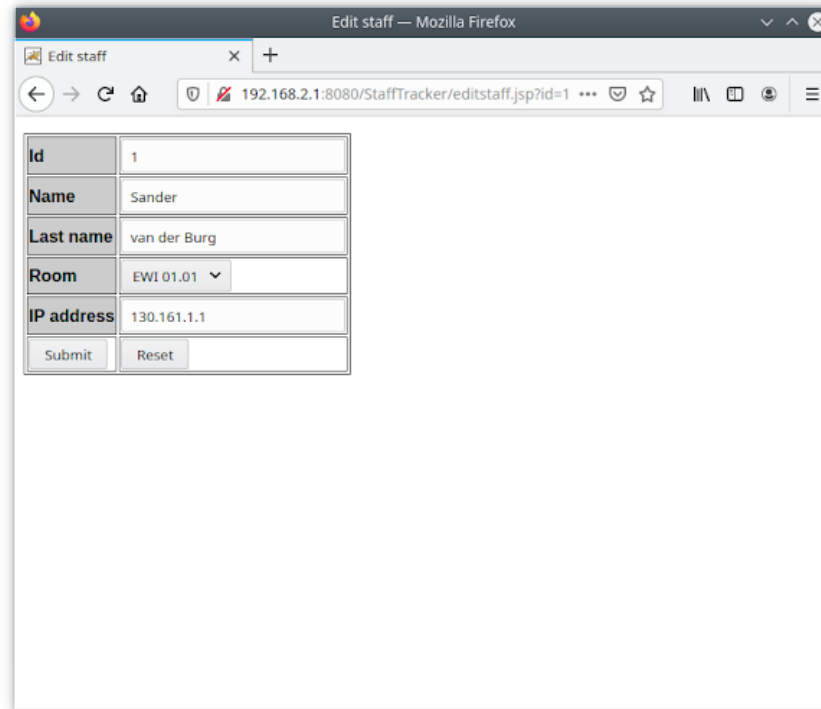 Edit staff — Mozilla Firefox
Edit staff
192.168.2.1:8080/StaffTracker/editstaff.jsp?id=1
Id 1
Name Sander
Last name van der Burg
Room EWI 01.01
IP address 130.161.1.1
Submit Reset